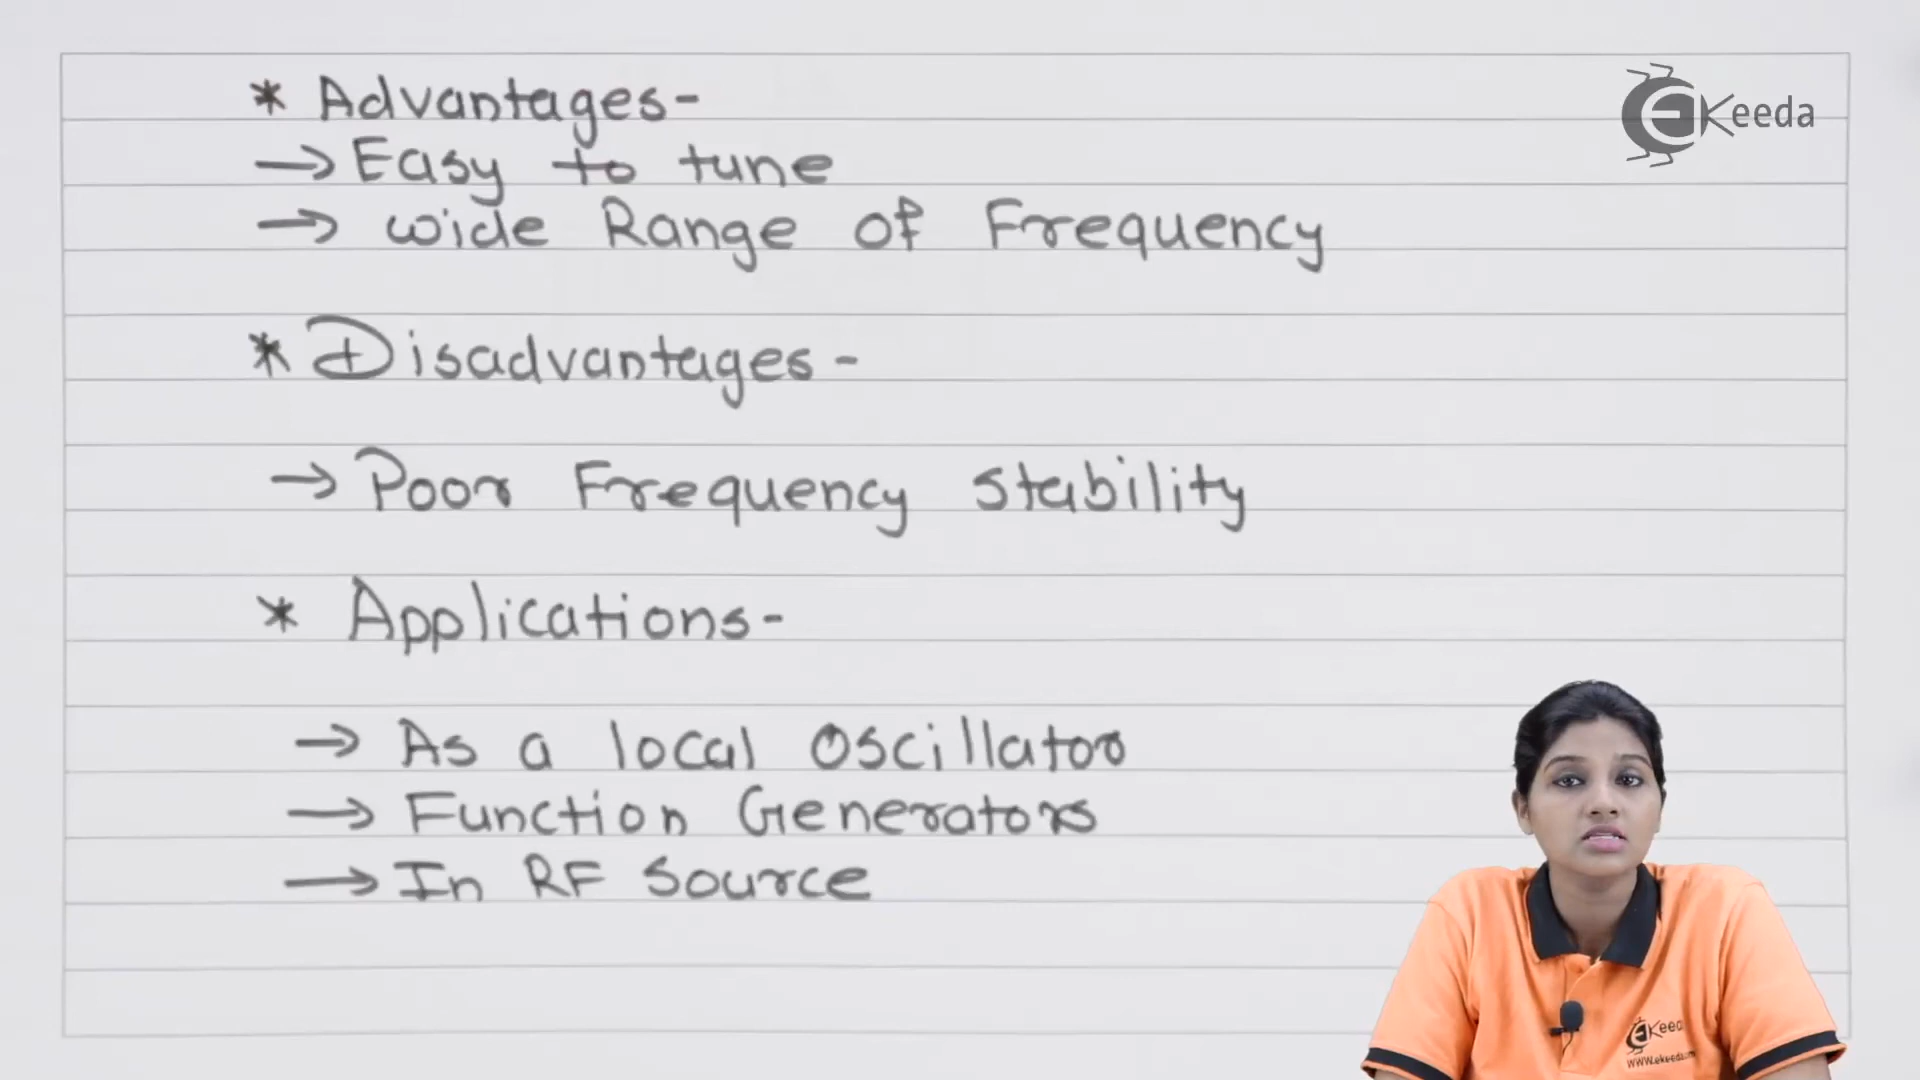 * Advantages-
→ Easy to tune
→ wide Range of Frequency
* Disadvantages-
→ Poor Frequency stability
* Applications-
→ As a local Oscillator
→ Function Generators
→ In RF Source
EKeeda